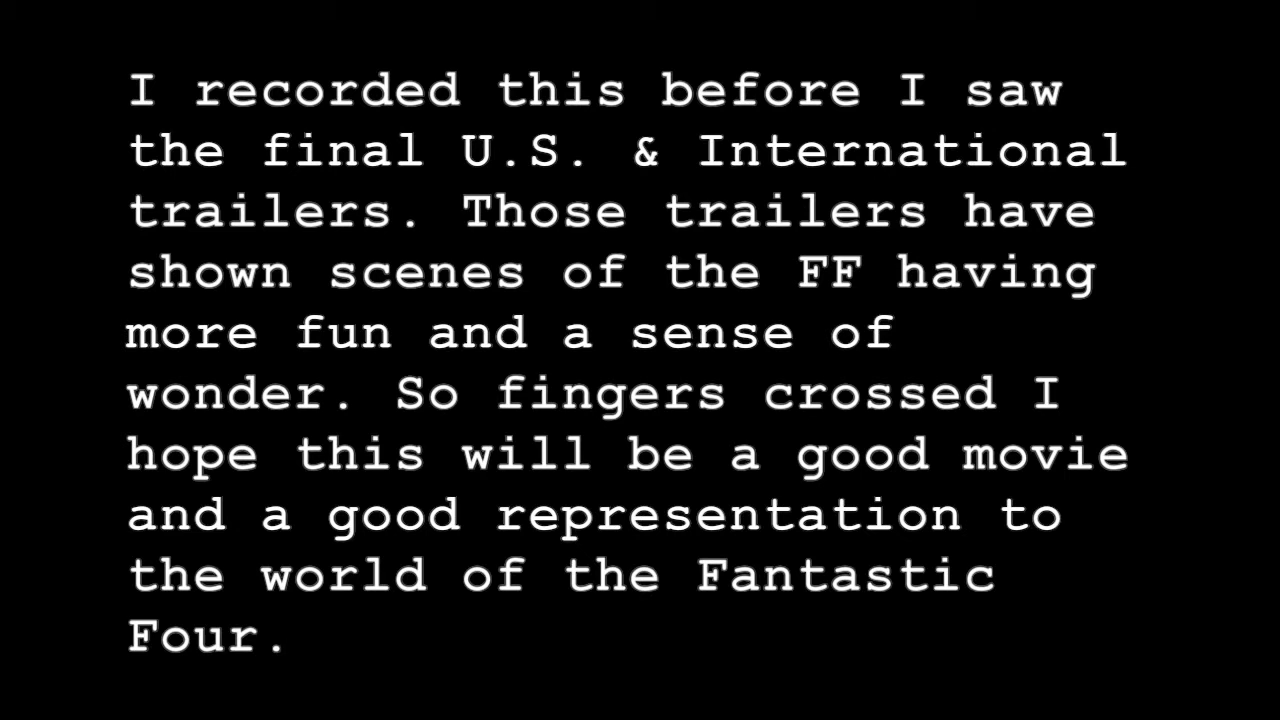 I recorded this before I saw
the final U.S. & International
trailers. Those trailers have
shown scenes of the FF having
more fun and a sense of
wonder. So fingers crossed I
hope this will be a good movie
and a good representation to
the world of the Fantastic
Four.